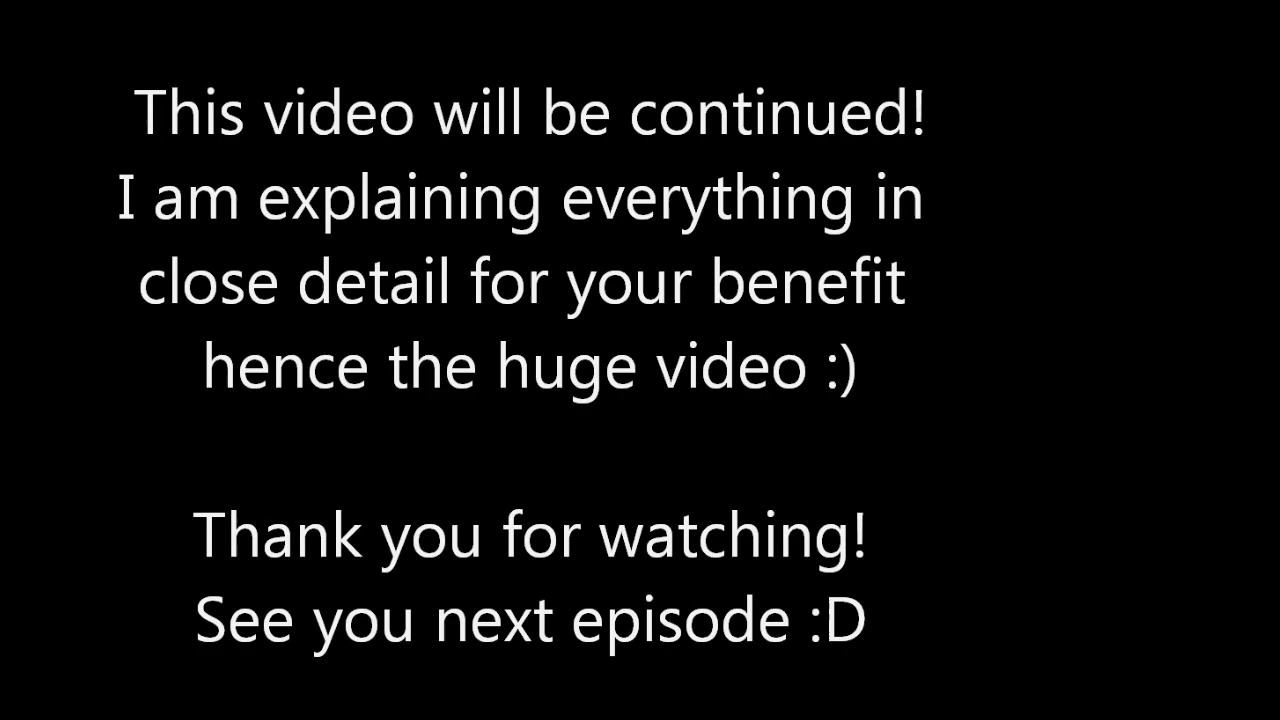 This video will be continued!
I am explaining everything in
close detail for your benefit
hence the huge video :)
Thank you for watching!
See you next episode :D